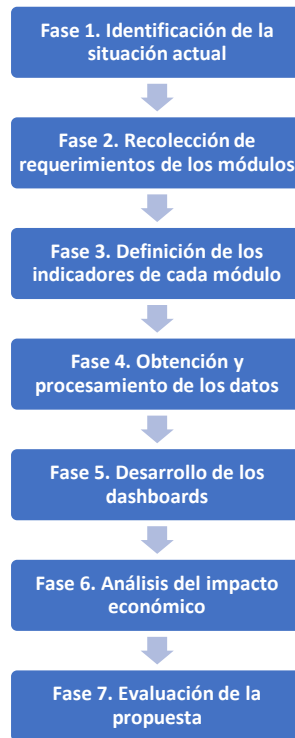 Fase 1. Identificación de la
situación actual
Fase 2. Recolección de
requerimientos de los módulos
Fase 3. Definición de los
indicadores de cada módulo
Fase 4. Obtención y
procesamiento de los datos
Fase 5. Desarrollo de los
dashboards
Fase 6. Análisis del impacto
económico
Fase 7. Evaluación de la
propuesta